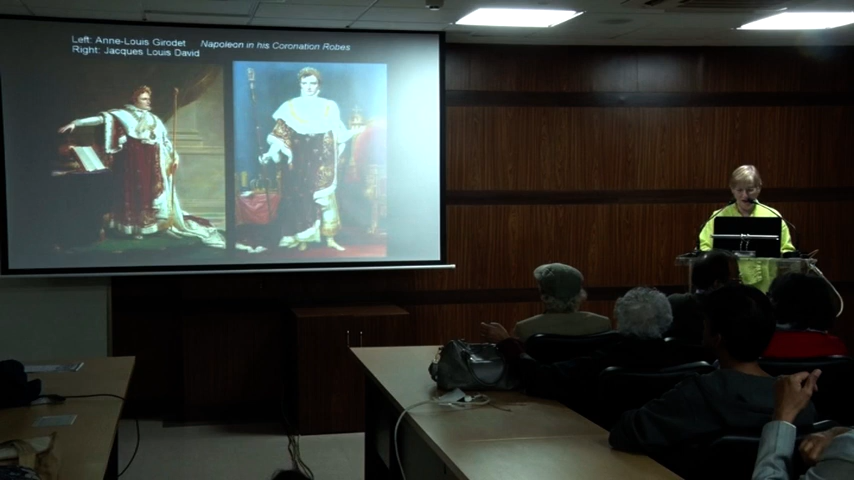 Left: Anne-Louis Girodet   Napoleon in his Coronation Robes
Right: Jacques Louis David